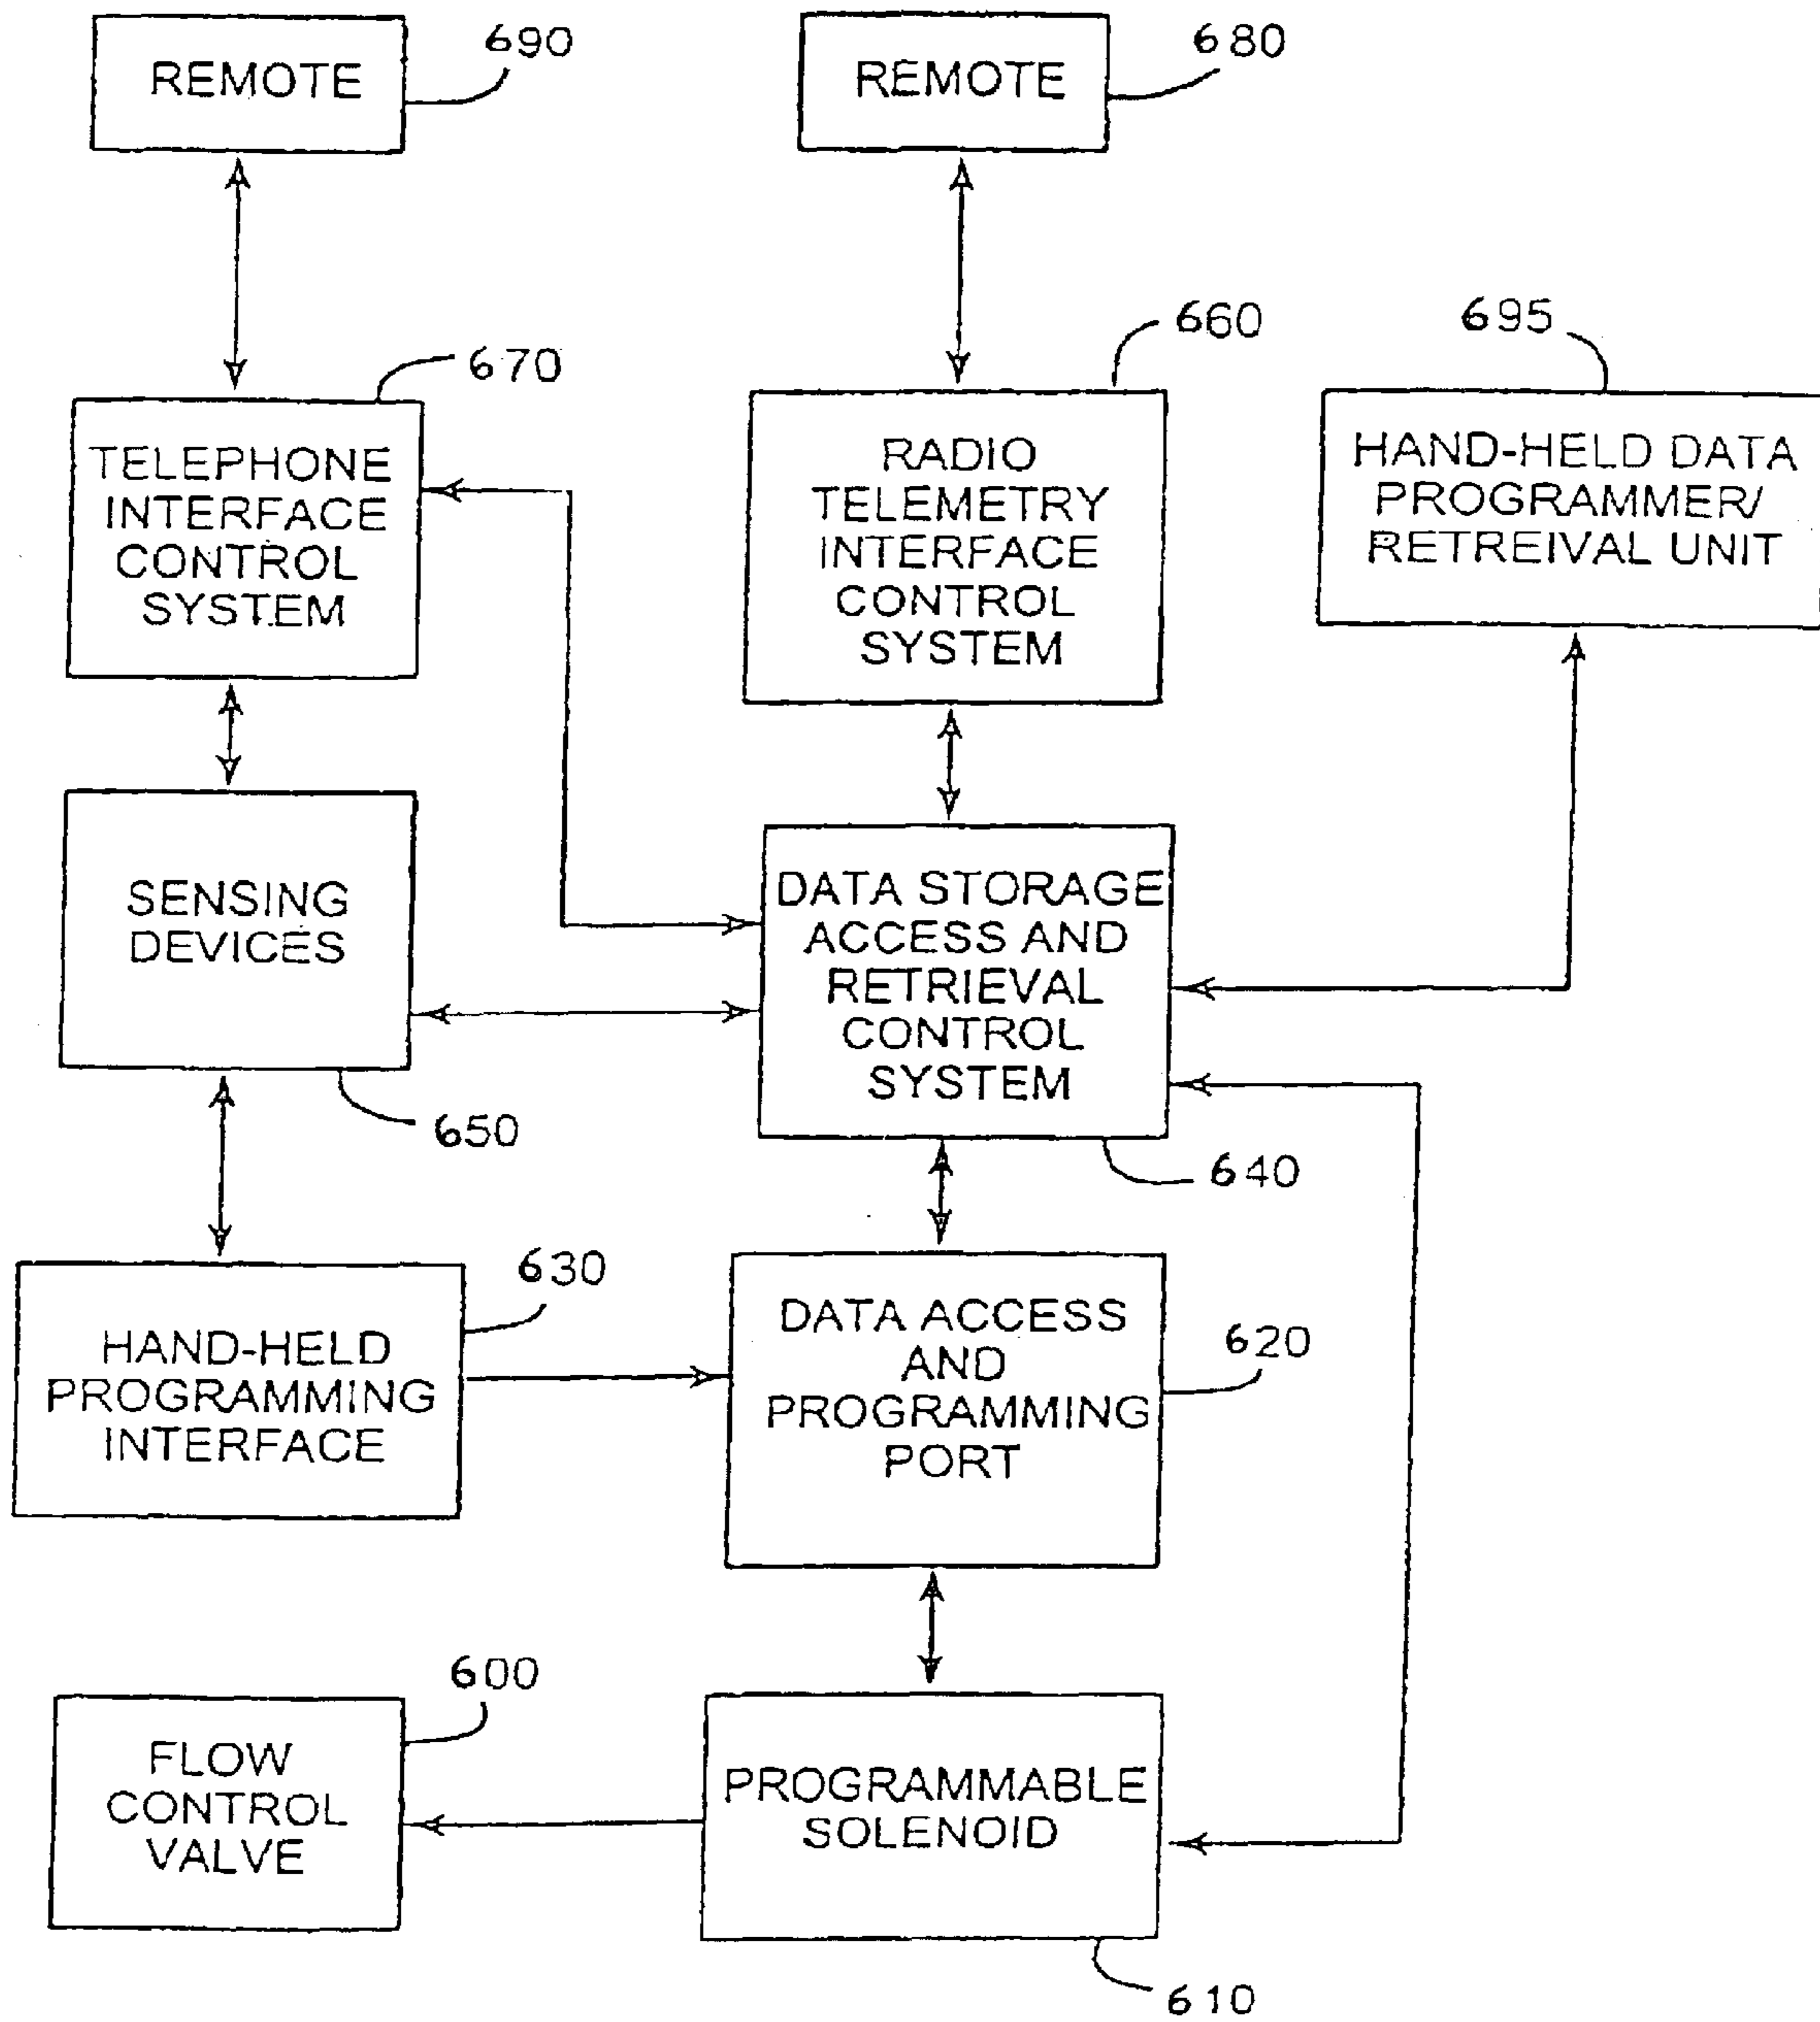 REMOTE
690
REMOTE
680
670
TELEPHONE
INTERFACE
CONTROL
SYSTEM
660
RADIO
TELEMETRY
INTERFACE
CONTROL
SYSTEM
695
HAND-HELD DATA
PROGRAMMER/
RETREIVAL UNIT
SENSING
DEVICES
650
DATA STORAGE
ACCESS AND
RETRIEVAL
CONTROL
SYSTEM
640
630
HAND-HELD
PROGRAMMING
INTERFACE
DATA ACCESS
AND
PROGRAMMING
PORT
620
600
FLOW
CONTROL
VALVE
PROGRAMMABLE
SOLENOID
610